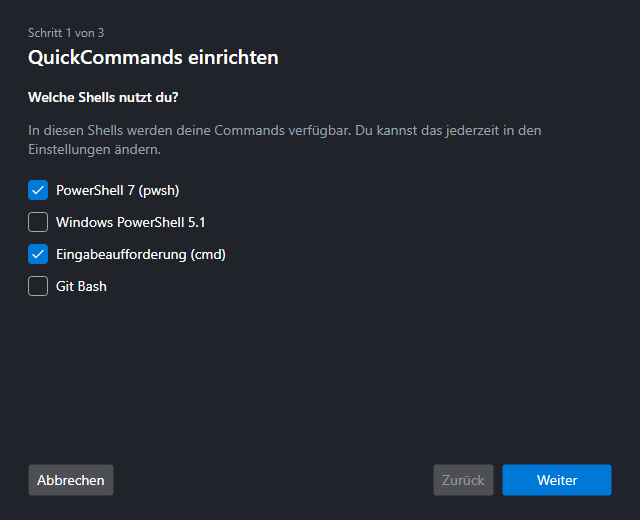 Schritt 1 von 3
QuickCommands einrichten
Welche Shells nutzt du?
In diesen Shells werden deine Commands verfügbar. Du kannst das jederzeit in den
Einstellungen ändern.
PowerShell 7 (pwsh)
Windows PowerShell 5.1
Eingabeaufforderung (cmd)
Git Bash
Abbrechen
Zurück
Weiter